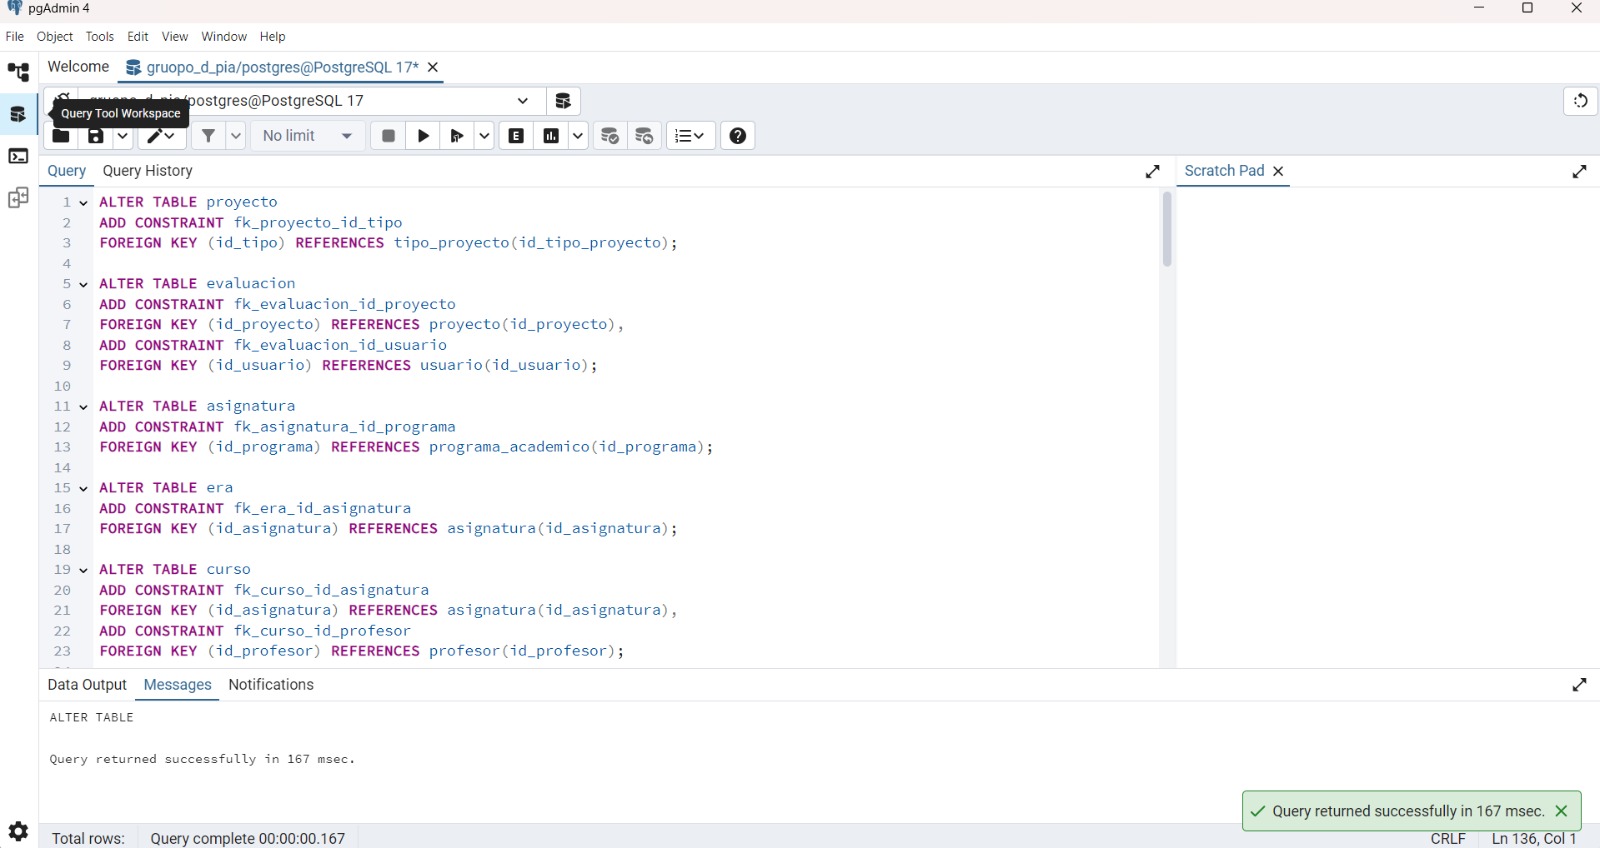 pgAdmin 4
File Object Tools Edit View Window Help
Welcome gruopo_d_pia/postgres@PostgreSQL 17*
postgres@PostgreSQL 17
Query Tool Workspace
No limit
E
Query Query History
Scratch Pad
1 ALTER TABLE proyecto
2 ADD CONSTRAINT fk_proyecto_id_tipo
3 FOREIGN KEY (id_tipo) REFERENCES tipo_proyecto(id_tipo_proyecto);
4
5 ALTER TABLE evaluacion
6 ADD CONSTRAINT fk_evaluacion_id_proyecto
7 FOREIGN KEY (id_proyecto) REFERENCES proyecto(id_proyecto),
8 ADD CONSTRAINT fk_evaluacion_id_usuario
9 FOREIGN KEY (id_usuario) REFERENCES usuario(id_usuario);
10
11 ALTER TABLE asignatura
12 ADD CONSTRAINT fk_asignatura_id_programa
13 FOREIGN KEY (id_programa) REFERENCES programa_academico(id_programa);
14
15 ALTER TABLE era
16 ADD CONSTRAINT fk_era_id_asignatura
17 FOREIGN KEY (id_asignatura) REFERENCES asignatura(id_asignatura);
18
19 ALTER TABLE curso
20 ADD CONSTRAINT fk_curso_id_asignatura
21 FOREIGN KEY (id_asignatura) REFERENCES asignatura(id_asignatura),
22 ADD CONSTRAINT fk_curso_id_profesor
23 FOREIGN KEY (id_profesor) REFERENCES profesor(id_profesor);
Data Output Messages Notifications
ALTER TABLE
Query returned successfully in 167 msec.
Query returned successfully in 167 msec.
Total rows: Query complete 00:00:00.167
CRLF Ln 136, Col 1